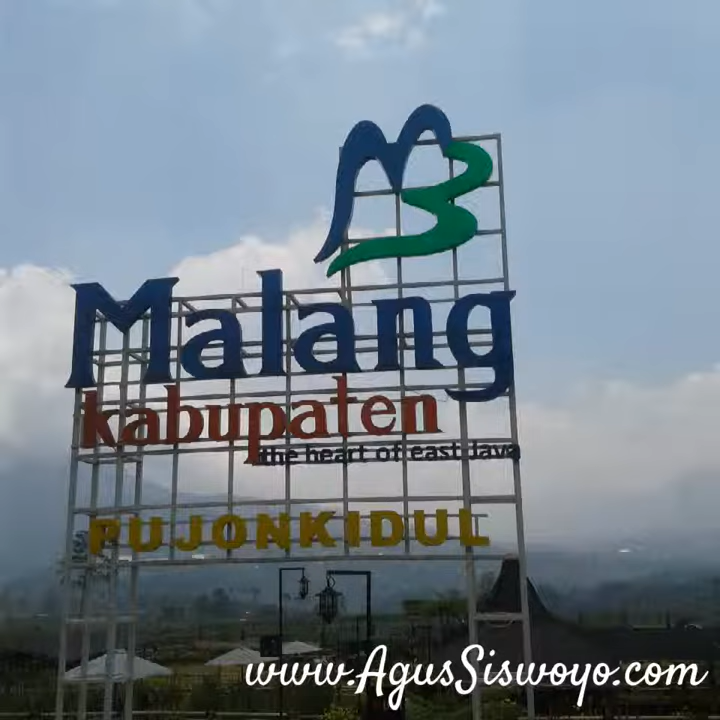 Malang
kabupaten
the heart of east Java
PUJONKIDUL
www.AgusSiswoyo.com